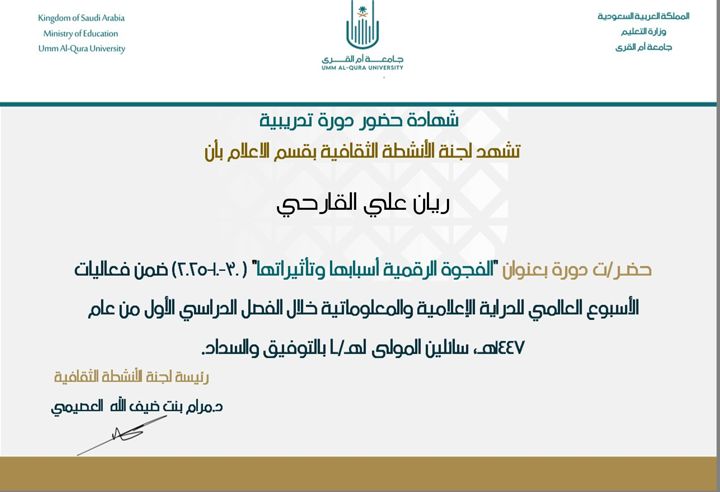 Kingdom of Saudi Arabia
Ministry of Education
Umm Al-Qura University
جامعة أم القرى
UMM AL-QURA UNIVERSITY
المملكة العربية السعودية
وزارة التعليم
جامعة أم القرى
شهادة حضور دورة تدريبية
تشهد لجنة الأنشطة الثقافية بقسم الاعلام بأن
ريان علي القارحي
حضر/ت دورة بعنوان "الفجوة الرقمية أسبابها وتأثيراتها" (٣٠-١٠-٢٠٢٥) ضمن فعاليات
الأسبوع العالمي للدراية الإعلامية والمعلوماتية خلال الفصل الدراسي الأول من عام
١٤٤٧هـ، سائلين المولى لهـ/ـا بالتوفيق والسداد.
رئيسة لجنة الأنشطة الثقافية
د.مرام بنت ضيف الله العصيمي